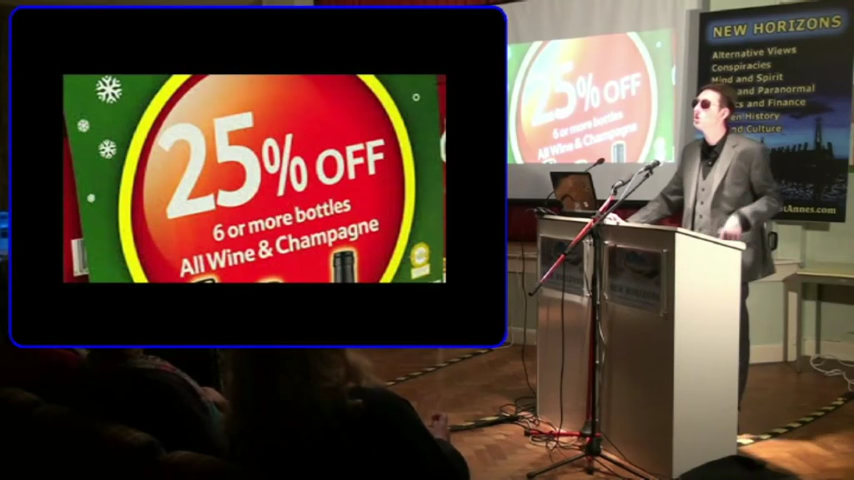 25% OFF
6 or more bottles
All Wine & Champagne
25% OFF
6 or more bottles
All Wine & Champagne
NEW HORIZONS
Alternative Views
Conspiracies
Mind and Spirit
and Paranormal
and Finance
History
Culture
NEW HORIZONS